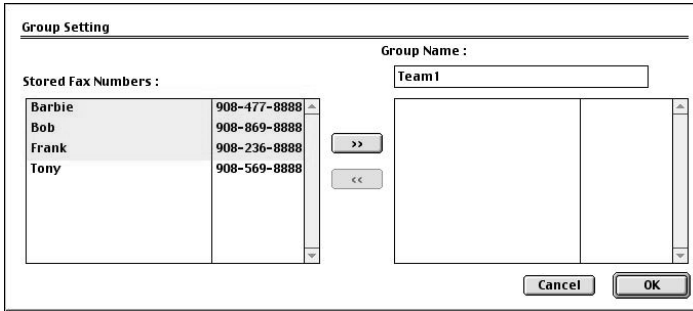 Group Setting
Group Name :
Team1
Stored Fax Numbers :
Barbie 908-477-8888
Bob 908-869-8888
Frank 908-236-8888
Tony 908-569-8888
>>
<<
Cancel OK